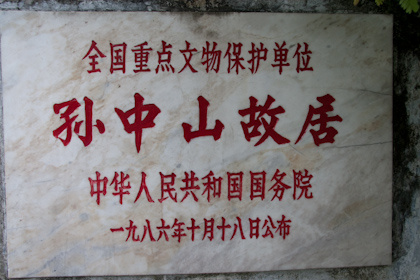 全国重点文物保护单位
孙中山故居
中华人民共和国国务院
一九八六年十月十八日公布